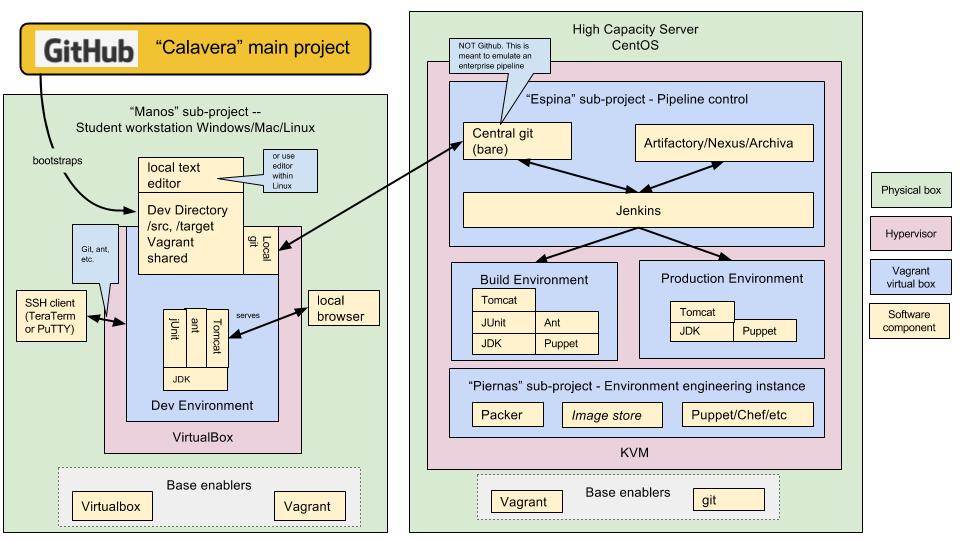 GitHub "Calavera" main project
"Manos" sub-project --
Student workstation Windows/Mac/Linux
bootstraps
local text
editor
or use
editor
within
Linux
Dev Directory
/src, /target
Vagrant
shared
Local
git
Git, ant,
etc.
SSH client
(TeraTerm
or PuTTY)
serves
local
browser
jUnit
ant
Tomcat
JDK
Dev Environment
VirtualBox
Base enablers
Virtualbox
Vagrant
High Capacity Server
CentOS
NOT Github. This is
meant to emulate an
enterprise pipeline
"Espina" sub-project - Pipeline control
Central git
(bare)
Artifactory/Nexus/Archiva
Jenkins
Build Environment
Tomcat
JUnit
Ant
JDK
Puppet
Production Environment
Tomcat
JDK
Puppet
"Piernas" sub-project - Environment engineering instance
Packer
Image store
Puppet/Chef/etc
KVM
Base enablers
Vagrant
git
Physical box
Hypervisor
Vagrant
virtual box
Software
component